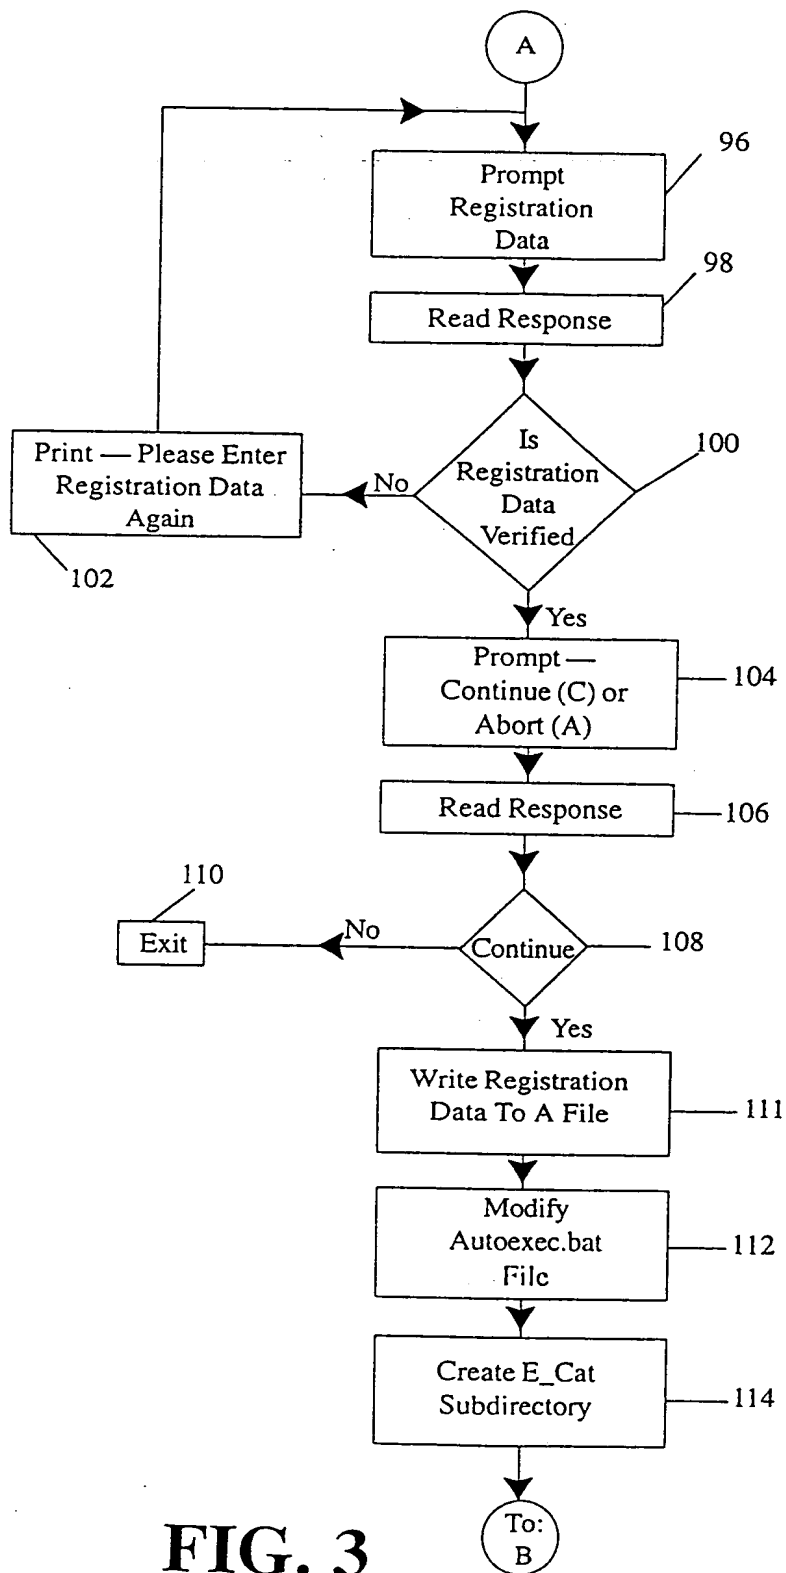 A
96
Prompt
Registration
Data
98
Read Response
100
Is
Registration
Data
Verified
No
Print — Please Enter
Registration Data
Again
102
Yes
Prompt —
Continue (C) or
Abort (A)
104
Read Response
106
110
Exit
No
Continue
108
Yes
Write Registration
Data To A File
111
Modify
Autoexec.bat
File
112
Create E_Cat
Subdirectory
114
To:
B
FIG. 3